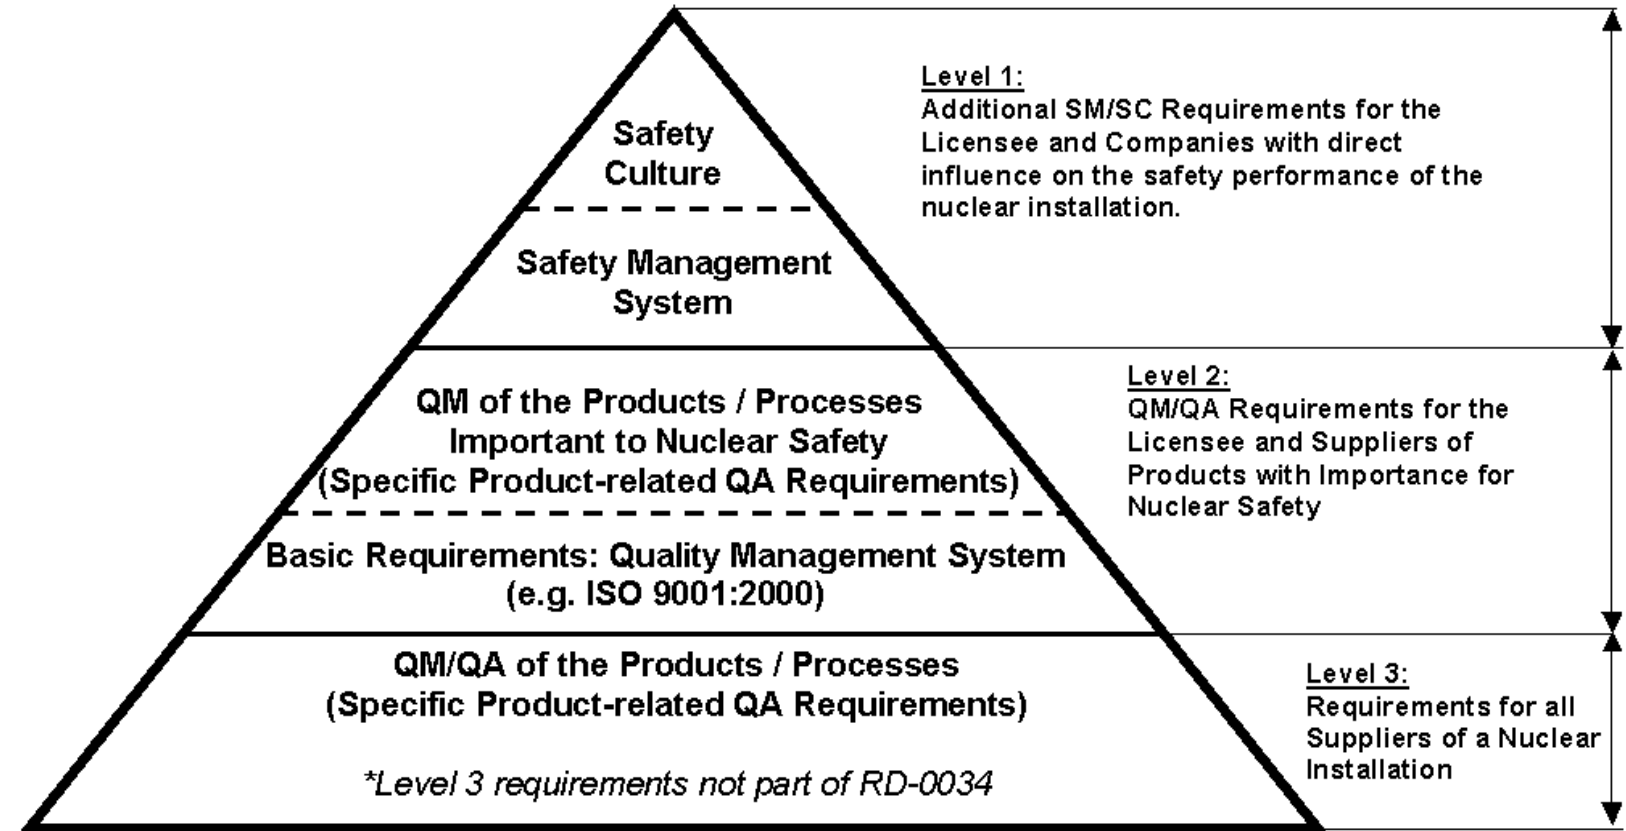 Safety
Culture
Safety Management
System
QM of the Products / Processes
Important to Nuclear Safety
(Specific Product-related QA Requirements)
Basic Requirements: Quality Management System
(e.g. ISO 9001:2000)
QM/QA of the Products / Processes
(Specific Product-related QA Requirements)
*Level 3 requirements not part of RD-0034
Level 1:
Additional SM/SC Requirements for the
Licensee and Companies with direct
influence on the safety performance of the
nuclear installation.
Level 2:
QM/QA Requirements for the
Licensee and Suppliers of
Products with Importance for
Nuclear Safety
Level 3:
Requirements for all
Suppliers of a Nuclear
Installation